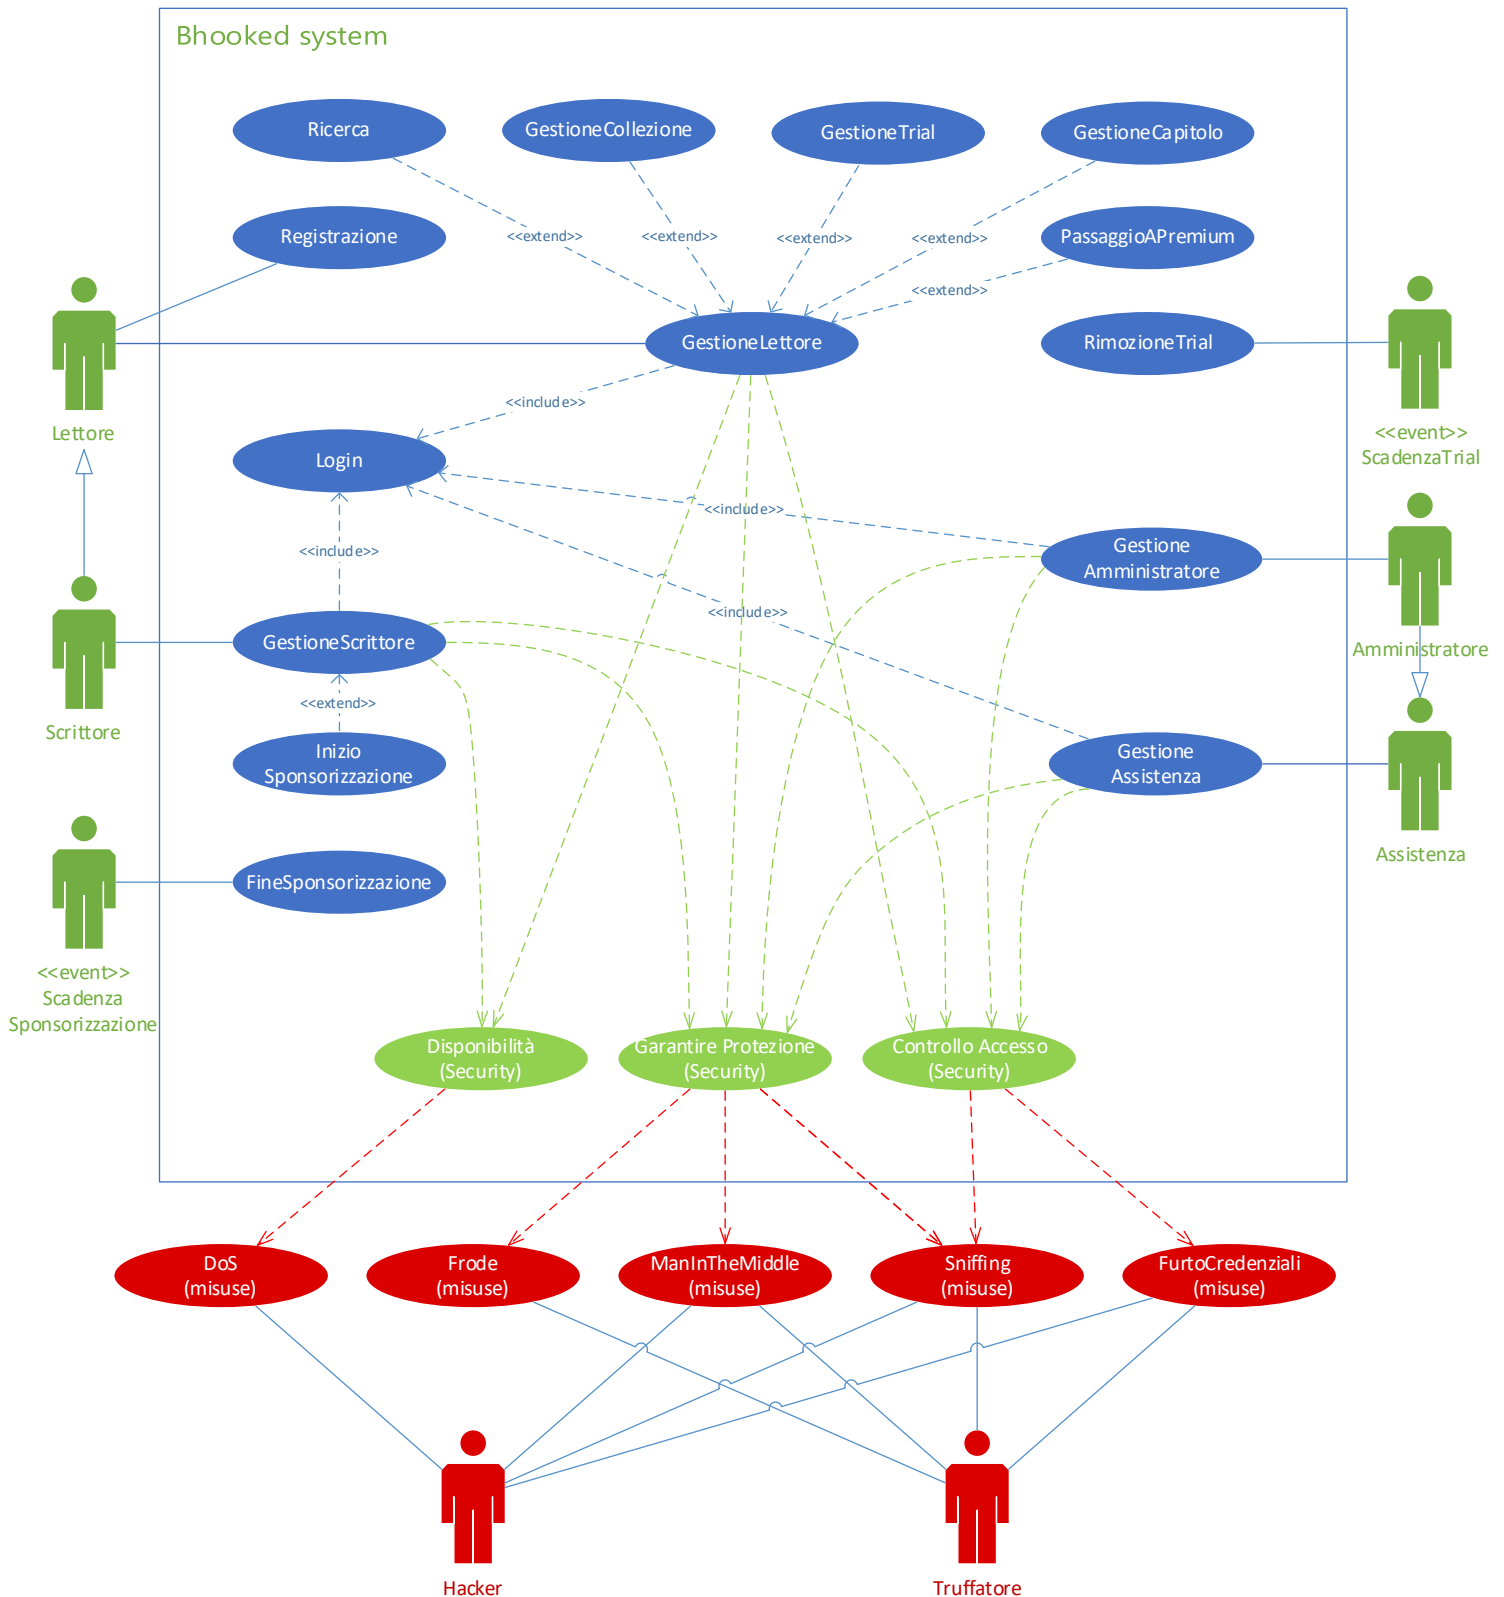 Bhooked system
Ricerca
GestioneCollezione
GestioneTrial
GestioneCapitolo
Registrazione
<<extend>>
<<extend>>
<<extend>>
<<extend>>
PassaggioAPremium
<<extend>>
GestioneLettore
RimozioneTrial
<<include>>
Lettore
<<event>>
ScadenzaTrial
Login
<<include>>
<<include>>
Gestione
Amministratore
<<include>>
GestioneScrittore
Amministratore
<<extend>>
Scrittore
Inizio
Sponsorizzazione
Gestione
Assistenza
Assistenza
FineSponsorizzazione
<<event>>
Scadenza
Sponsorizzazione
Disponibilità
(Security)
Garantire Protezione
(Security)
Controllo Accesso
(Security)
DoS
(misuse)
Frode
(misuse)
ManInTheMiddle
(misuse)
Sniffing
(misuse)
FurtoCredenziali
(misuse)
Hacker
Truffatore